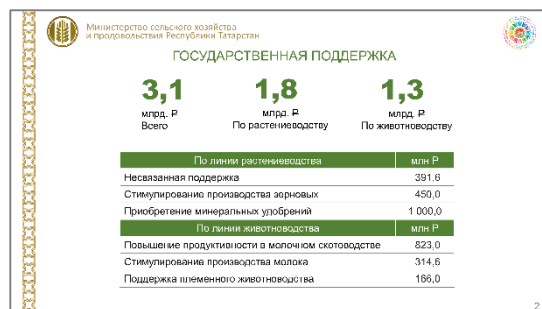 Министерство сельского хозяйства
и продовольствия Республики Татарстан
ГОСУДАРСТВЕННАЯ ПОДДЕРЖКА
3,1 1,8 1,3
млрд. ₽ млрд. ₽ млрд. ₽
Всего По растениеводству По животноводству
По линии растениеводства млн Р
Несвязанная поддержка 391,6
Стимулирование производства зерновых 450,0
Приобретение минеральных удобрений 1 000,0
По линии животноводства млн Р
Повышение продуктивности в молочном скотоводстве 823,0
Стимулирование производства молока 314,6
Поддержка племенного животноводства 166,0
2